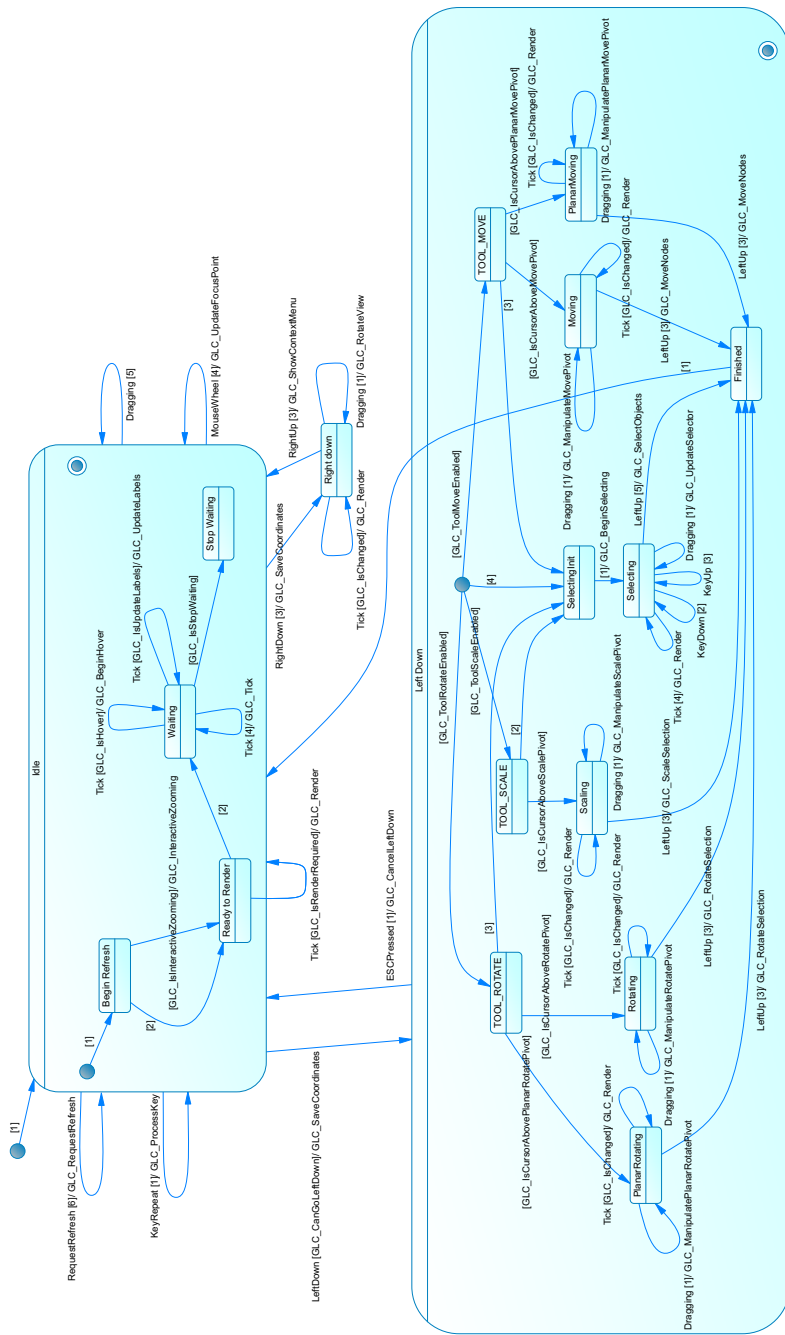 [1]
RequestRefresh [6]/ GLC_RequestRefresh
KeyRepeat [1]/ GLC_ProcessKey
Idle
[1]
Begin Refresh
[2]
[GLC_IsInteractiveZooming]/ GLC_InteractiveZooming
Ready to Render
Tick [GLC_IsRenderRequired]/ GLC_Render
[2]
Tick [GLC_IsHover]/ GLC_BeginHover
Waiting
Tick [4]/ GLC_Tick
Tick [GLC_IsUpdateLabels]/ GLC_UpdateLabels
[GLC_IsStopWaiting]
Stop Waiting
Dragging [5]
MouseWheel [4]/ GLC_UpdateFocusPoint
RightUp [3]/ GLC_ShowContextMenu
RightDown [3]/ GLC_SaveCoordinates
Right down
Dragging [1]/ GLC_RotateView
Tick [GLC_IsChanged]/ GLC_Render
LeftDown [GLC_CanGoLeftDown]/ GLC_SaveCoordinates
ESCPressed [1]/ GLC_CancelLeftDown
Left Down
[GLC_ToolRotateEnabled]
[GLC_ToolMoveEnabled]
[GLC_ToolScaleEnabled]
[4]
TOOL_ROTATE
[3]
[GLC_IsCursorAbovePlanarRotatePivot]
[GLC_IsCursorAboveRotatePivot]
TOOL_SCALE
[2]
[GLC_IsCursorAboveScalePivot]
TOOL_MOVE
[3]
[GLC_IsCursorAboveMovePivot]
[GLC_IsCursorAbovePlanarMovePivot]
Tick [GLC_IsChanged]/ GLC_Render
PlanarMoving
Dragging [1]/ GLC_ManipulatePlanarMovePivot
LeftUp [3]/ GLC_MoveNodes
Moving
Dragging [1]/ GLC_ManipulateMovePivot
Tick [GLC_IsChanged]/ GLC_Render
LeftUp [3]/ GLC_MoveNodes
SelectingInit
[1]/ GLC_BeginSelecting
Selecting
LeftUp [5]/ GLC_SelectObjects
Dragging [1]/ GLC_UpdateSelector
KeyUp [3]
KeyDown [2]
Tick [4]/ GLC_Render
Scaling
Tick [GLC_IsChanged]/ GLC_Render
Dragging [1]/ GLC_ManipulateScalePivot
LeftUp [3]/ GLC_ScaleSelection
Rotating
Tick [GLC_IsChanged]/ GLC_Render
Dragging [1]/ GLC_ManipulateRotatePivot
LeftUp [3]/ GLC_RotateSelection
PlanarRotating
Tick [GLC_IsChanged]/ GLC_Render
Dragging [1]/ GLC_ManipulatePlanarRotatePivot
LeftUp [3]/ GLC_RotateSelection
Finished
[1]